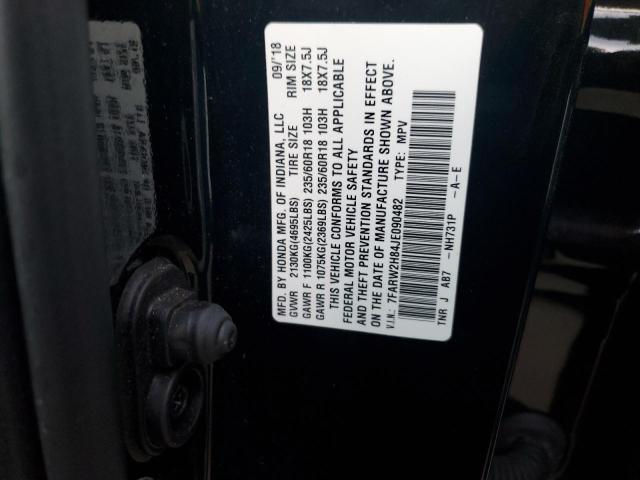 MFD. BY HONDA MFG. OF INDIANA, LLC 09/'18
TIRE SIZE RIM SIZE
GVWR 2130KG(4695LBS)
GAWR F 1100KG(2425LBS) 235/60R18 103H 18X7.5J
GAWR R 1075KG(2369LBS) 235/60R18 103H 18X7.5J
THIS VEHICLE CONFORMS TO ALL APPLICABLE
FEDERAL MOTOR VEHICLE SAFETY
AND THEFT PREVENTION STANDARDS IN EFFECT
ON THE DATE OF MANUFACTURE SHOWN ABOVE.
V.I.N.: 7FARW2H84JE090482 TYPE: MPV
TNR J AB7 -NH731P -A-E